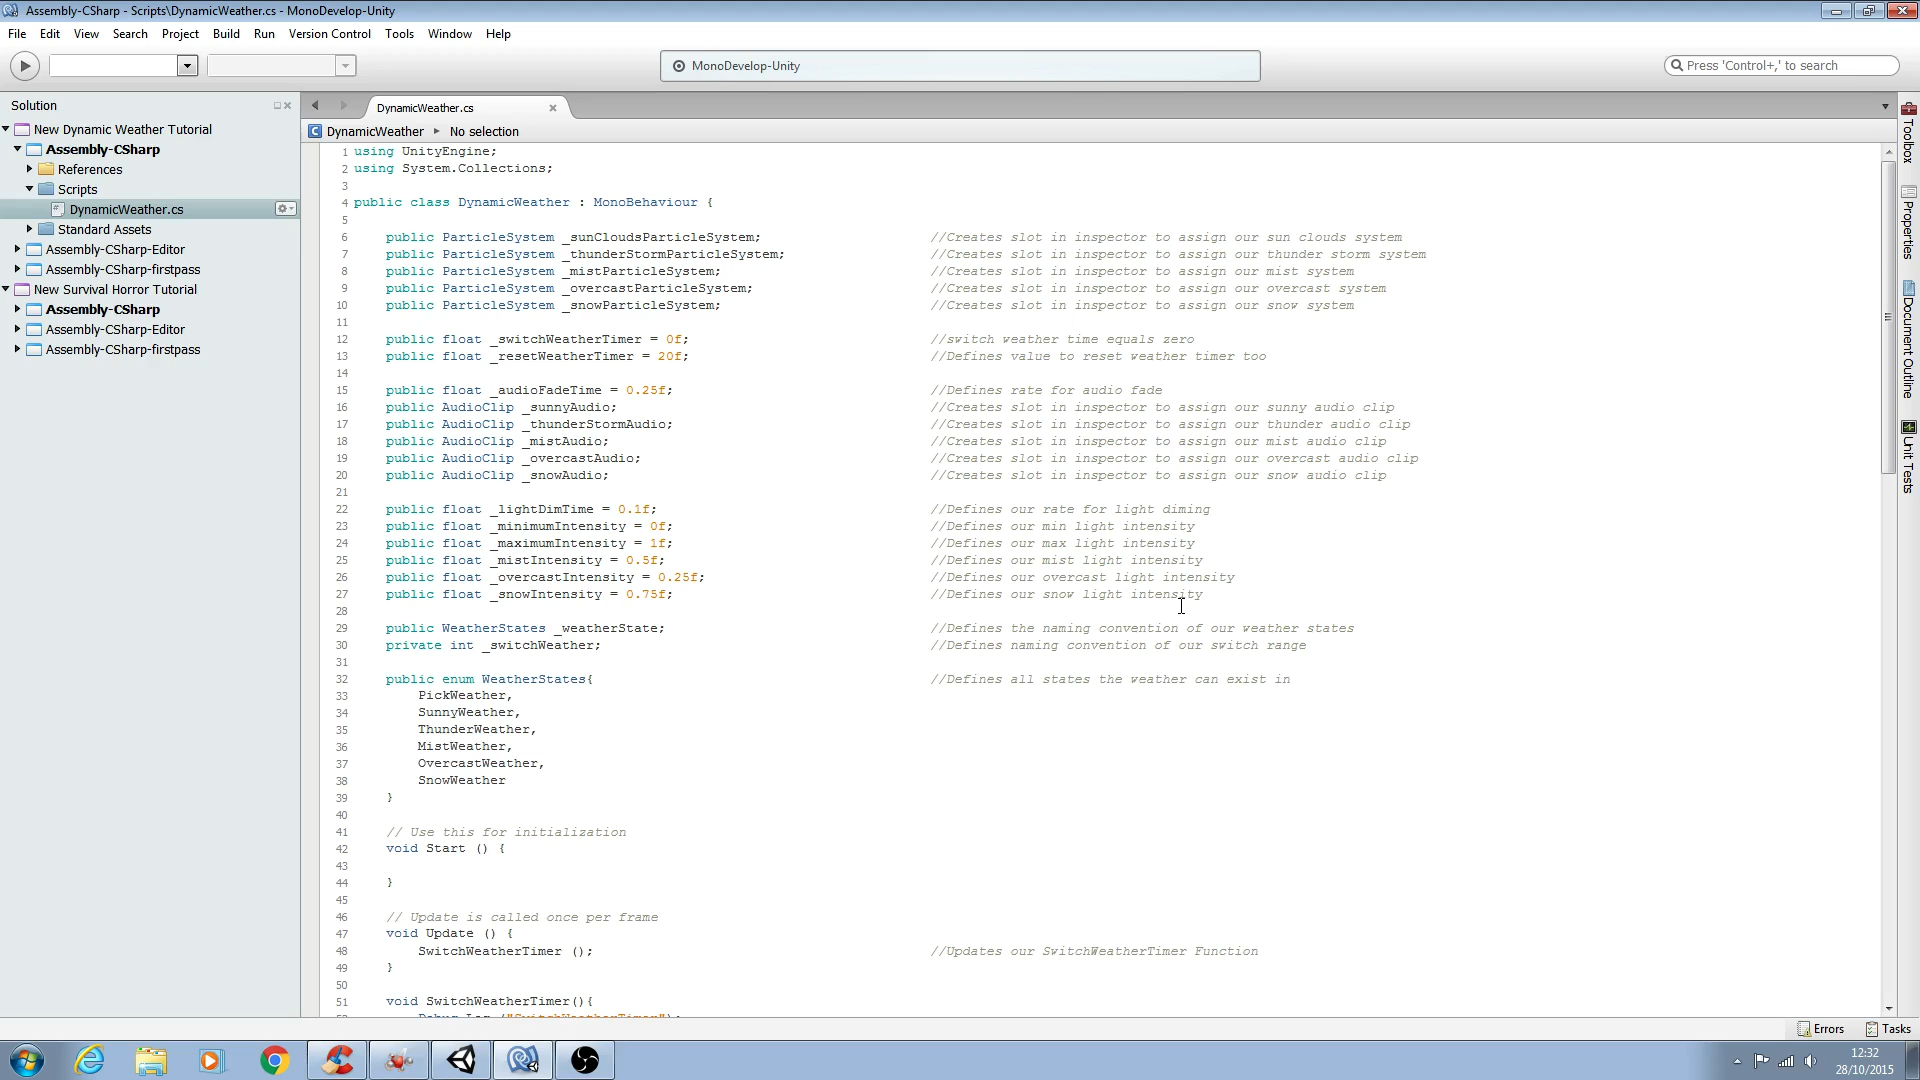 Assembly-CSharp - Scripts\DynamicWeather.cs - MonoDevelop-Unity
File Edit View Search Project Build Run Version Control Tools Window Help
MonoDevelop-Unity
Press 'Control+,' to search
Solution
New Dynamic Weather Tutorial
Assembly-CSharp
References
Scripts
DynamicWeather.cs
Standard Assets
Assembly-CSharp-Editor
Assembly-CSharp-firstpass
New Survival Horror Tutorial
Assembly-CSharp
Assembly-CSharp-Editor
Assembly-CSharp-firstpass
DynamicWeather.cs
DynamicWeather No selection
1 using UnityEngine;
2 using System.Collections;
3
4 public class DynamicWeather : MonoBehaviour {
5
6 public ParticleSystem _sunCloudsParticleSystem; //Creates slot in inspector to assign our sun clouds system
7 public ParticleSystem _thunderStormParticleSystem; //Creates slot in inspector to assign our thunder storm system
8 public ParticleSystem _mistParticleSystem; //Creates slot in inspector to assign our mist system
9 public ParticleSystem _overcastParticleSystem; //Creates slot in inspector to assign our overcast system
10 public ParticleSystem _snowParticleSystem; //Creates slot in inspector to assign our snow system
11
12 public float _switchWeatherTimer = 0f; //switch weather time equals zero
13 public float _resetWeatherTimer = 20f; //Defines value to reset weather timer too
14
15 public float _audioFadeTime = 0.25f; //Defines rate for audio fade
16 public AudioClip _sunnyAudio; //Creates slot in inspector to assign our sunny audio clip
17 public AudioClip _thunderStormAudio; //Creates slot in inspector to assign our thunder audio clip
18 public AudioClip _mistAudio; //Creates slot in inspector to assign our mist audio clip
19 public AudioClip _overcastAudio; //Creates slot in inspector to assign our overcast audio clip
20 public AudioClip _snowAudio; //Creates slot in inspector to assign our snow audio clip
21
22 public float _lightDimTime = 0.1f; //Defines our rate for light diming
23 public float _minimumIntensity = 0f; //Defines our min light intensity
24 public float _maximumIntensity = 1f; //Defines our max light intensity
25 public float _mistIntensity = 0.5f; //Defines our mist light intensity
26 public float _overcastIntensity = 0.25f; //Defines our overcast light intensity
27 public float _snowIntensity = 0.75f; //Defines our snow light intensity
28
29 public WeatherStates _weatherState; //Defines the naming convention of our weather states
30 private int _switchWeather; //Defines naming convention of our switch range
31
32 public enum WeatherStates{ //Defines all states the weather can exist in
33 PickWeather,
34 SunnyWeather,
35 ThunderWeather,
36 MistWeather,
37 OvercastWeather,
38 SnowWeather
39 }
40
41 // Use this for initialization
42 void Start () {
43
44 }
45
46 // Update is called once per frame
47 void Update () {
48 SwitchWeatherTimer (); //Updates our SwitchWeatherTimer Function
49 }
50
51 void SwitchWeatherTimer(){
Toolbox
Properties
Document Outline
Unit Tests
Errors Tasks
12:32
28/10/2015